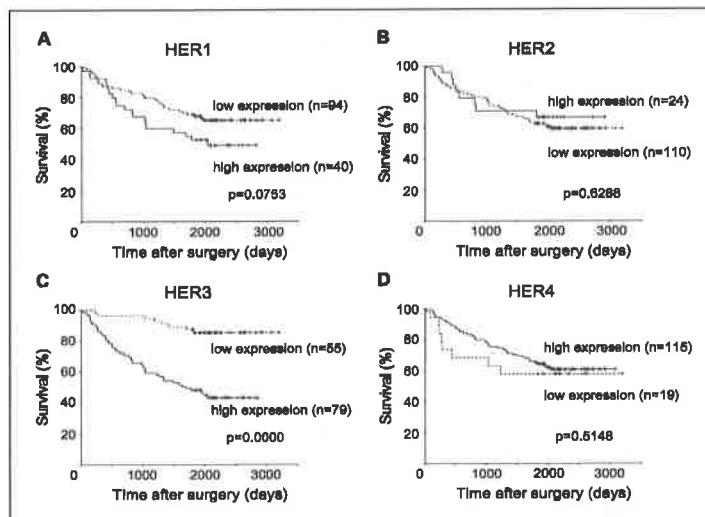 A
HER1
Survival (%)
100
80
60
40
20
low expression (n=94)
high expression (n=40)
p=0.0763
0
1000
2000
3000
Time after surgery (days)
B
HER2
Survival (%)
100
80
60
40
20
high expression (n=24)
low expression (n=110)
p=0.6288
0
1000
2000
3000
Time after surgery (days)
C
HER3
Survival (%)
100
80
60
40
20
low expression (n=55)
high expression (n=79)
p=0.0000
0
1000
2000
3000
Time after surgery (days)
D
HER4
Survival (%)
100
80
60
40
20
high expression (n=115)
low expression (n=19)
p=0.5148
0
1000
2000
3000
Time after surgery (days)